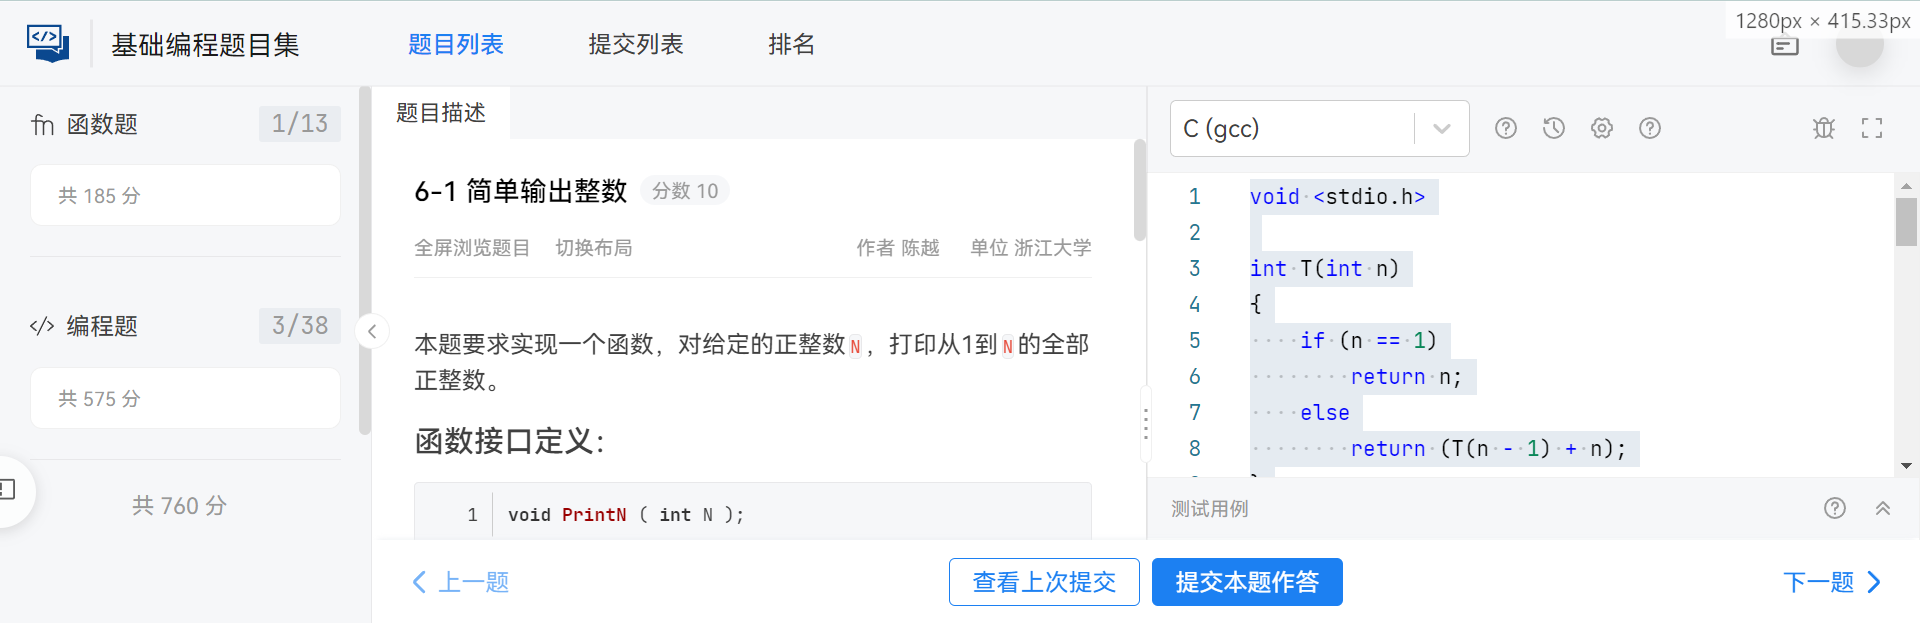 基础编程题目集
题目列表
提交列表
排名
1280px × 415.33px
fn 函数题
1/13
共 185 分
</> 编程题
3/38
共 575 分
共 760 分
题目描述
6-1 简单输出整数
分数 10
全屏浏览题目
切换布局
作者 陈越
单位 浙江大学
本题要求实现一个函数，对给定的正整数N，打印从1到N的全部
正整数。
函数接口定义：
1 void PrintN ( int N );
C (gcc)
1 void <stdio.h>
2
3 int T(int n)
4 {
5     if (n == 1)
6         return n;
7     else
8         return (T(n - 1) + n);
测试用例
上一题
查看上次提交
提交本题作答
下一题